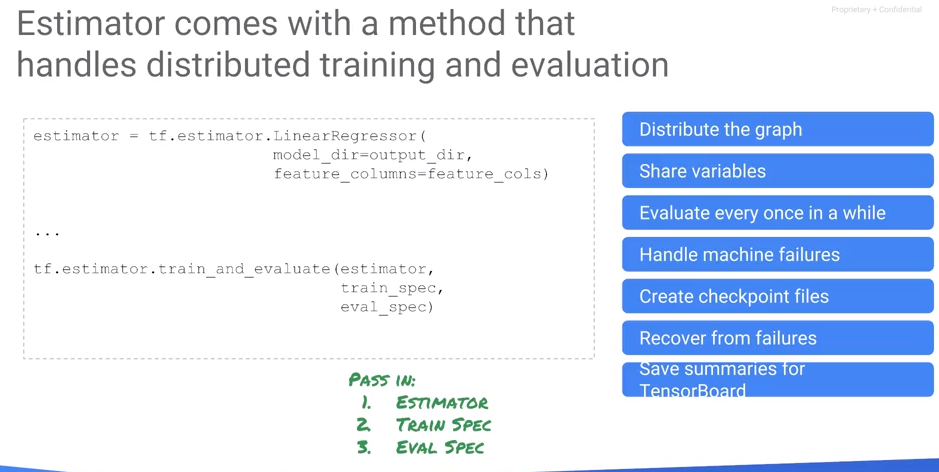 Proprietary + Confidential
Estimator comes with a method that
handles distributed training and evaluation
estimator = tf.estimator.LinearRegressor(
model_dir=output_dir,
feature_columns=feature_cols)
...
tf.estimator.train_and_evaluate(estimator,
train_spec,
eval_spec)
Pass in:
1. Estimator
2. Train Spec
3. Eval Spec
Distribute the graph
Share variables
Evaluate every once in a while
Handle machine failures
Create checkpoint files
Recover from failures
Save summaries for
TensorBoard